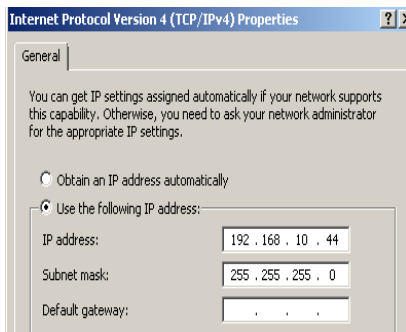 Internet Protocol Version 4 (TCP/IPv4) Properties
General
You can get IP settings assigned automatically if your network supports
this capability. Otherwise, you need to ask your network administrator
for the appropriate IP settings.
Obtain an IP address automatically
Use the following IP address:
IP address: 192 . 168 . 10 . 44
Subnet mask: 255 . 255 . 255 . 0
Default gateway: . . .